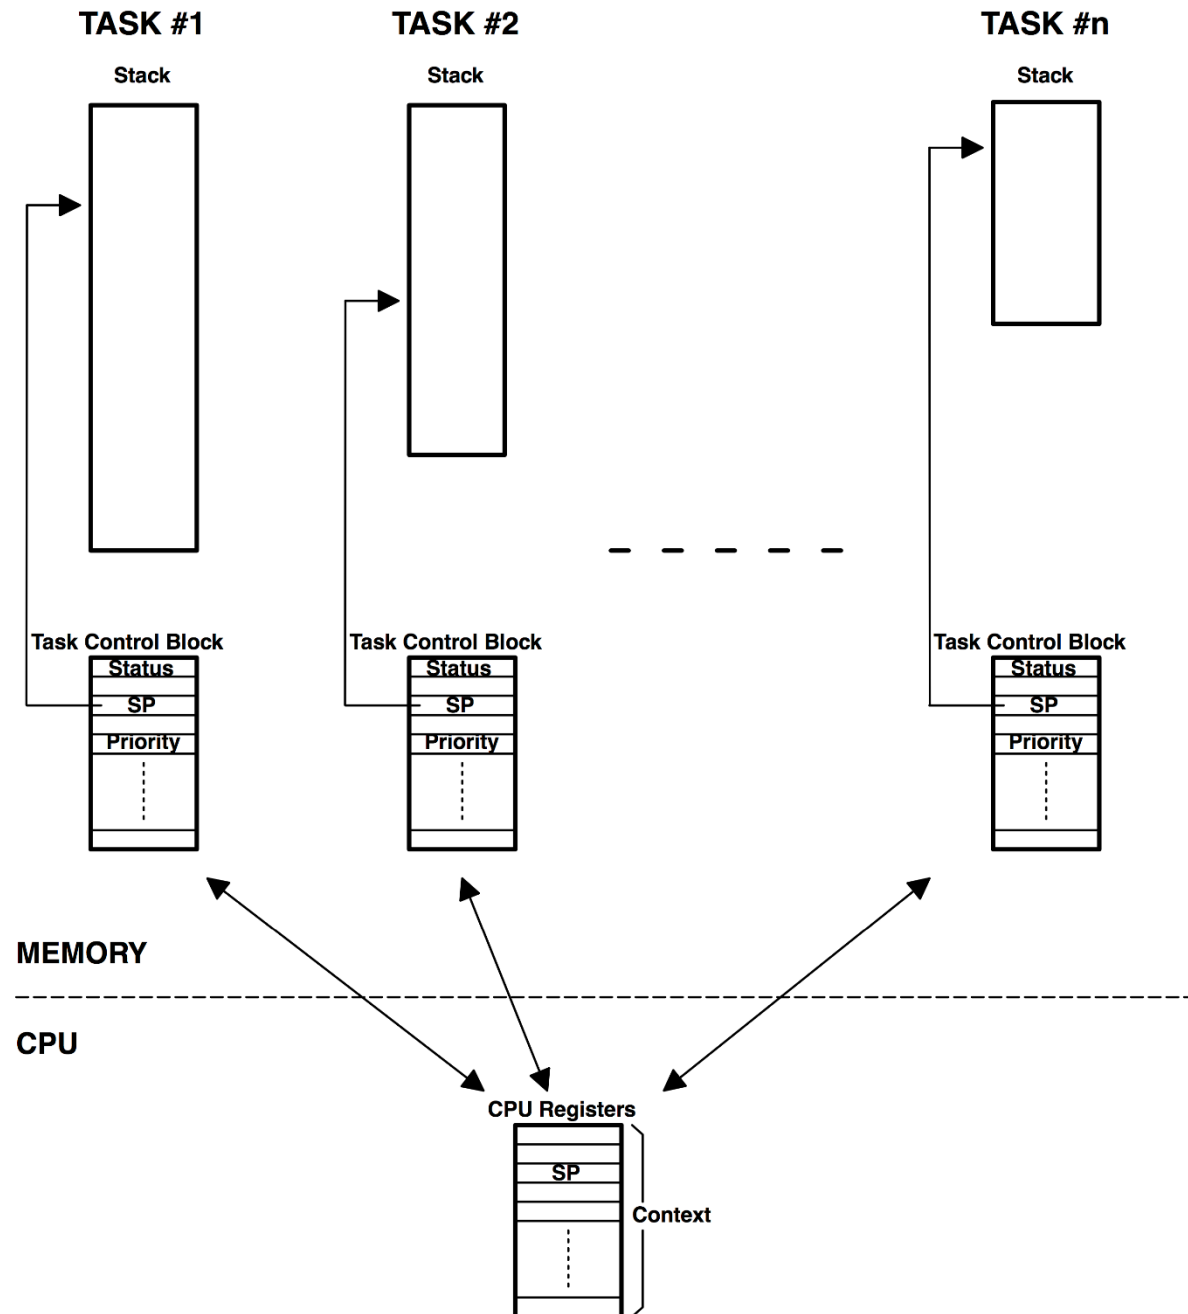 TASK #1
TASK #2
TASK #n
Stack
Stack
Stack
Task Control Block
Task Control Block
Task Control Block
Status
Status
Status
SP
SP
SP
Priority
Priority
Priority
MEMORY
CPU
CPU Registers
SP
Context